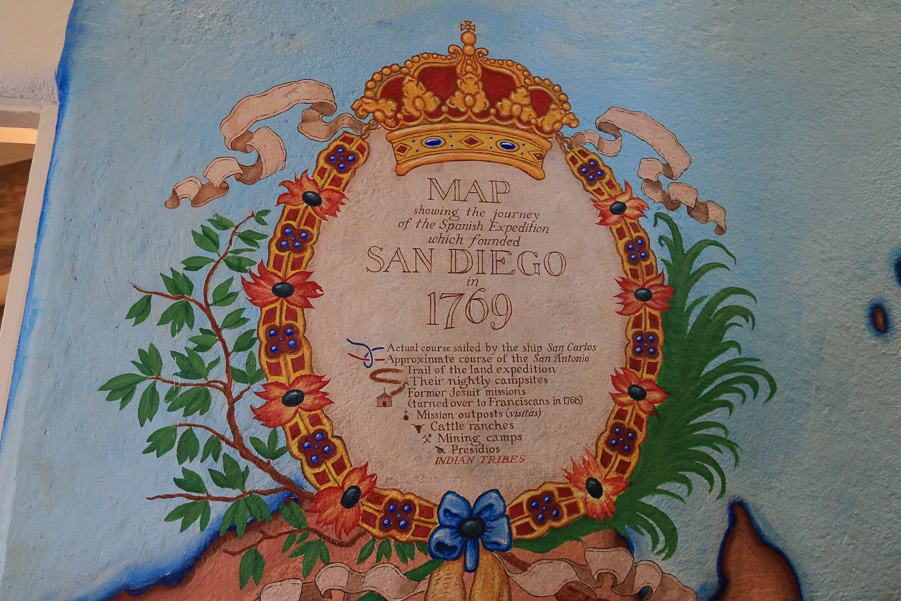 MAP
showing the journey
of the Spanish Expedition
which founded
SAN DIEGO
in
1769
Actual course sailed by the ship San Carlos
Approximate course of the San Antonio
Trail of the land expedition
Their nightly campsites
Former Jesuit missions
(turned over to Franciscans in 1768)
Mission outposts (visitas)
Cattle ranches
Mining camps
Presidios
INDIAN TRIBES